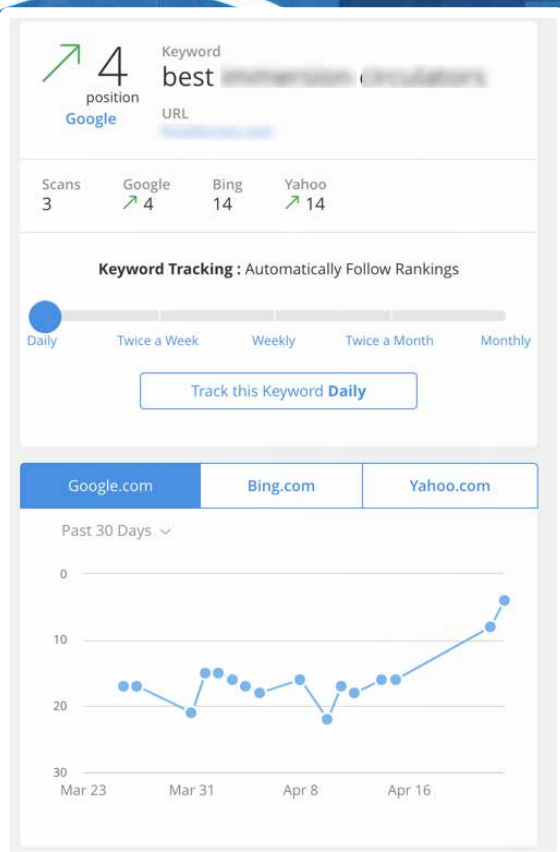 4
position
Google
Keyword
best
URL
Scans
3
Google
4
Bing
14
Yahoo
14
Keyword Tracking : Automatically Follow Rankings
Daily
Twice a Week
Weekly
Twice a Month
Monthly
Track this Keyword Daily
Google.com
Bing.com
Yahoo.com
Past 30 Days
0
10
20
30
Mar 23
Mar 31
Apr 8
Apr 16